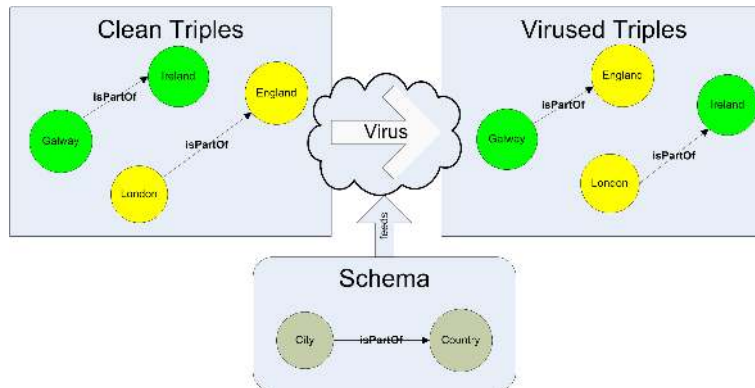 Clean Triples
Ireland
isPartOf
Galway
England
isPartOf
London
Virus
Virused Triples
England
isPartOf
Galway
Ireland
isPartOf
London
feeds
Schema
City
isPartOf
Country